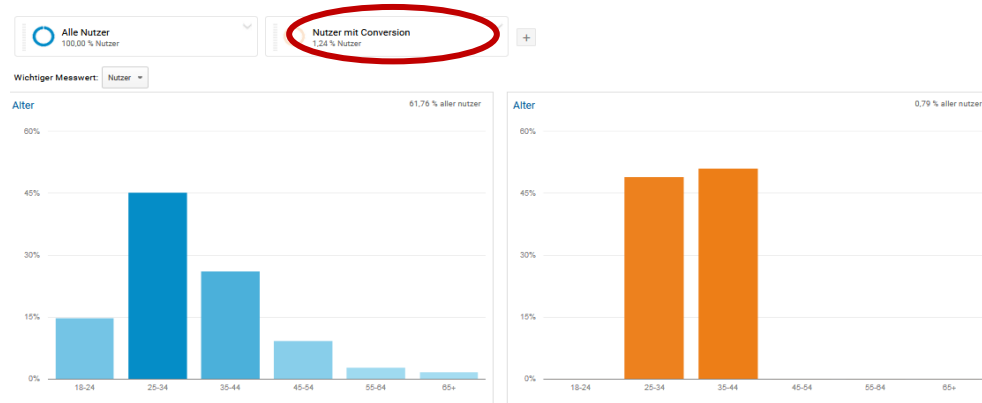 Alle Nutzer
100,00 % Nutzer
Nutzer mit Conversion
1,24 % Nutzer
+
Wichtiger Messwert: Nutzer
Alter
61,76 % aller nutzer
60%
45%
30%
15%
0%
18-24 25-34 35-44 45-54 55-64 65+
Alter
0,79 % aller nutzer
60%
45%
30%
15%
0%
18-24 25-34 35-44 45-54 55-64 65+